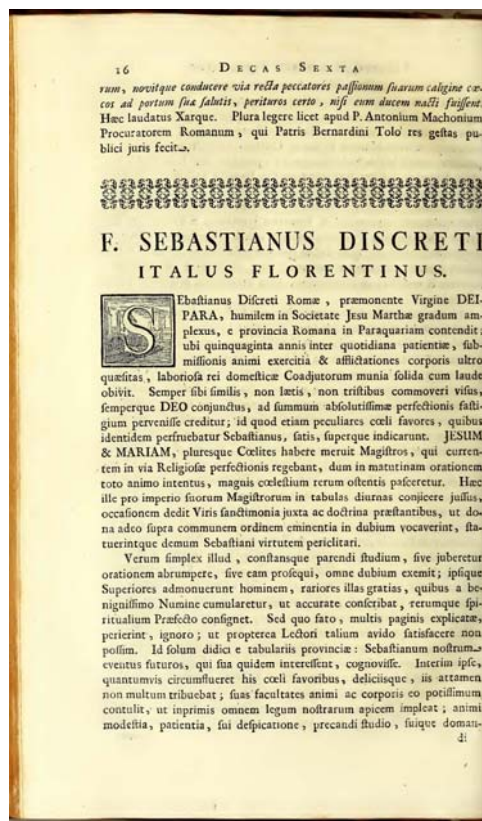 16 DECAS SEXTA
rum, novitque conducere via recta peccatores paſſionum ſuarum caligine cæ-
cos ad portum ſuæ ſalutis, perituros certo, niſi eum ducem nacti fuiſſent.
Hæc laudatus Xarque. Plura legere licet apud P. Antonium Machonium
Procuratorem Romanum, qui Patris Bernardini Tolo res geſtas pu-
blici juris fecit.
F. SEBASTIANUS DISCRETI
ITALUS FLORENTINUS.
SEbaſtianus Diſcreti Romæ, præmonente Virgine DEI-
PARA, humilem in Societate JESU Marthæ gradum am-
plexus, e provincia Romana in Paraquariam contendit;
ubi quinquaginta annis inter quotidiana patientiæ, ſub-
miſſionis animi exercitia & afflictationes corporis ultro
quæſitas, laborioſa rei domeſticæ Coadjutorum munia ſolida cum laude
obivit. Semper ſibi ſimilis, non lætis, non triſtibus commoveri viſus,
ſemperque DEO conjunctus, ad ſummum abſolutiſſimæ perfectionis faſti-
gium perveniſſe creditur; id quod etiam peculiares cœli favores, quibus
identidem perfruebatur Sebaſtianus, ſatis, ſuperque indicarunt. JESUM
& MARIAM, plureſque Cœlites habere meruit Magiſtros, qui curren-
tem in via Religioſæ perfectionis regebant, dum in matutinam orationem
toto animo intentus, magnis cœleſtium rerum oſtentis paſceretur. Hæc
ille pro imperio ſuorum Magiſtrorum in tabulas diurnas conjicere juſſus,
occaſionem dedit Viris ſanctimonia juxta ac doctrina præſtantibus, ut do-
na adeo ſupra communem ordinem eminentia in dubium vocaverint, ſta-
tuerintque demum Sebaſtiani virtutem periclitari.
Verum ſimplex illud, conſtansque parendi ſtudium, ſive juberetur
orationem abrumpere, ſive eam proſequi, omne dubium exemit; ipſique
Superiores admonuerunt hominem, rariores illas gratias, quibus a be-
nigniſſimo Numine cumularetur, ut accurate conſcribat, rerumque ſpi-
ritualium Præfecto conſignet. Sed quo fato, multis paginis explicatæ,
perierint, ignoro; ut propterea Lectori talium avido ſatisfacere non
poſſim. Id ſolum didici e tabulariis provinciæ: Sebaſtianum noſtrum
eventus futuros, qui ſua quidem intereſſent, cognoviſſe. Interim ipſe,
quantumvis circumflueret his cœli favoribus, deliciisque, iis attamen
non multum tribuebat; ſuas facultates animi ac corporis eo potiſſimum
contulit, ut inprimis omnem legum noſtrarum apicem impleat; animi
modeſtia, patientia, ſui deſpicatione, precandi ſtudio, ſuique doman-
di